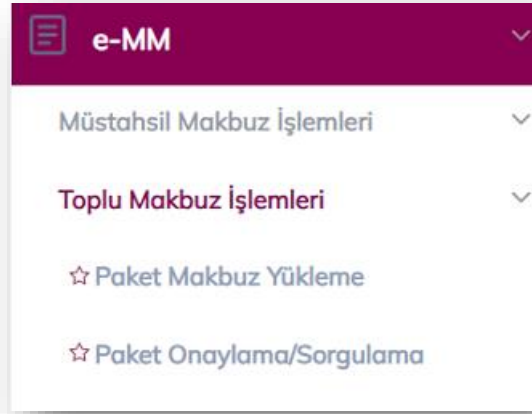 e-MM
Müstahsil Makbuz İşlemleri
Toplu Makbuz İşlemleri
Paket Makbuz Yükleme
Paket Onaylama/Sorgulama